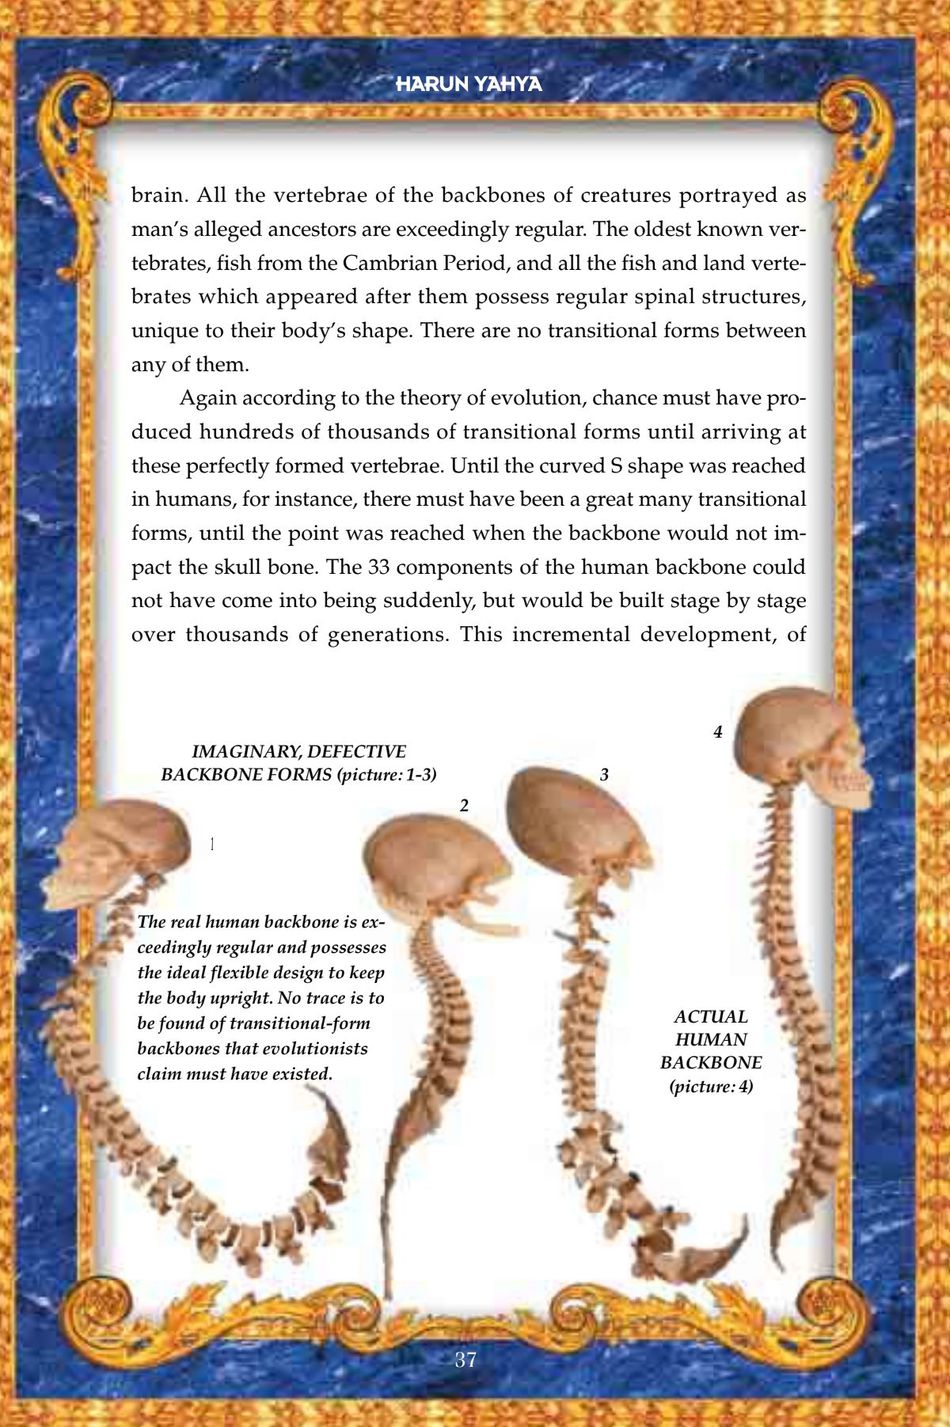 HARUN YAHYA
brain. All the vertebrae of the backbones of creatures portrayed as
man's alleged ancestors are exceedingly regular. The oldest known ver-
tebrates, fish from the Cambrian Period, and all the fish and land verte-
brates which appeared after them possess regular spinal structures,
unique to their body's shape. There are no transitional forms between
any of them.
Again according to the theory of evolution, chance must have pro-
duced hundreds of thousands of transitional forms until arriving at
these perfectly formed vertebrae. Until the curved S shape was reached
in humans, for instance, there must have been a great many transitional
forms, until the point was reached when the backbone would not im-
pact the skull bone. The 33 components of the human backbone could
not have come into being suddenly, but would be built stage by stage
over thousands of generations. This incremental development, of
IMAGINARY, DEFECTIVE
BACKBONE FORMS (picture: 1-3)
1
2
3
4
The real human backbone is ex-
ceedingly regular and possesses
the ideal flexible design to keep
the body upright. No trace is to
be found of transitional-form
backbones that evolutionists
claim must have existed.
ACTUAL
HUMAN
BACKBONE
(picture: 4)
37